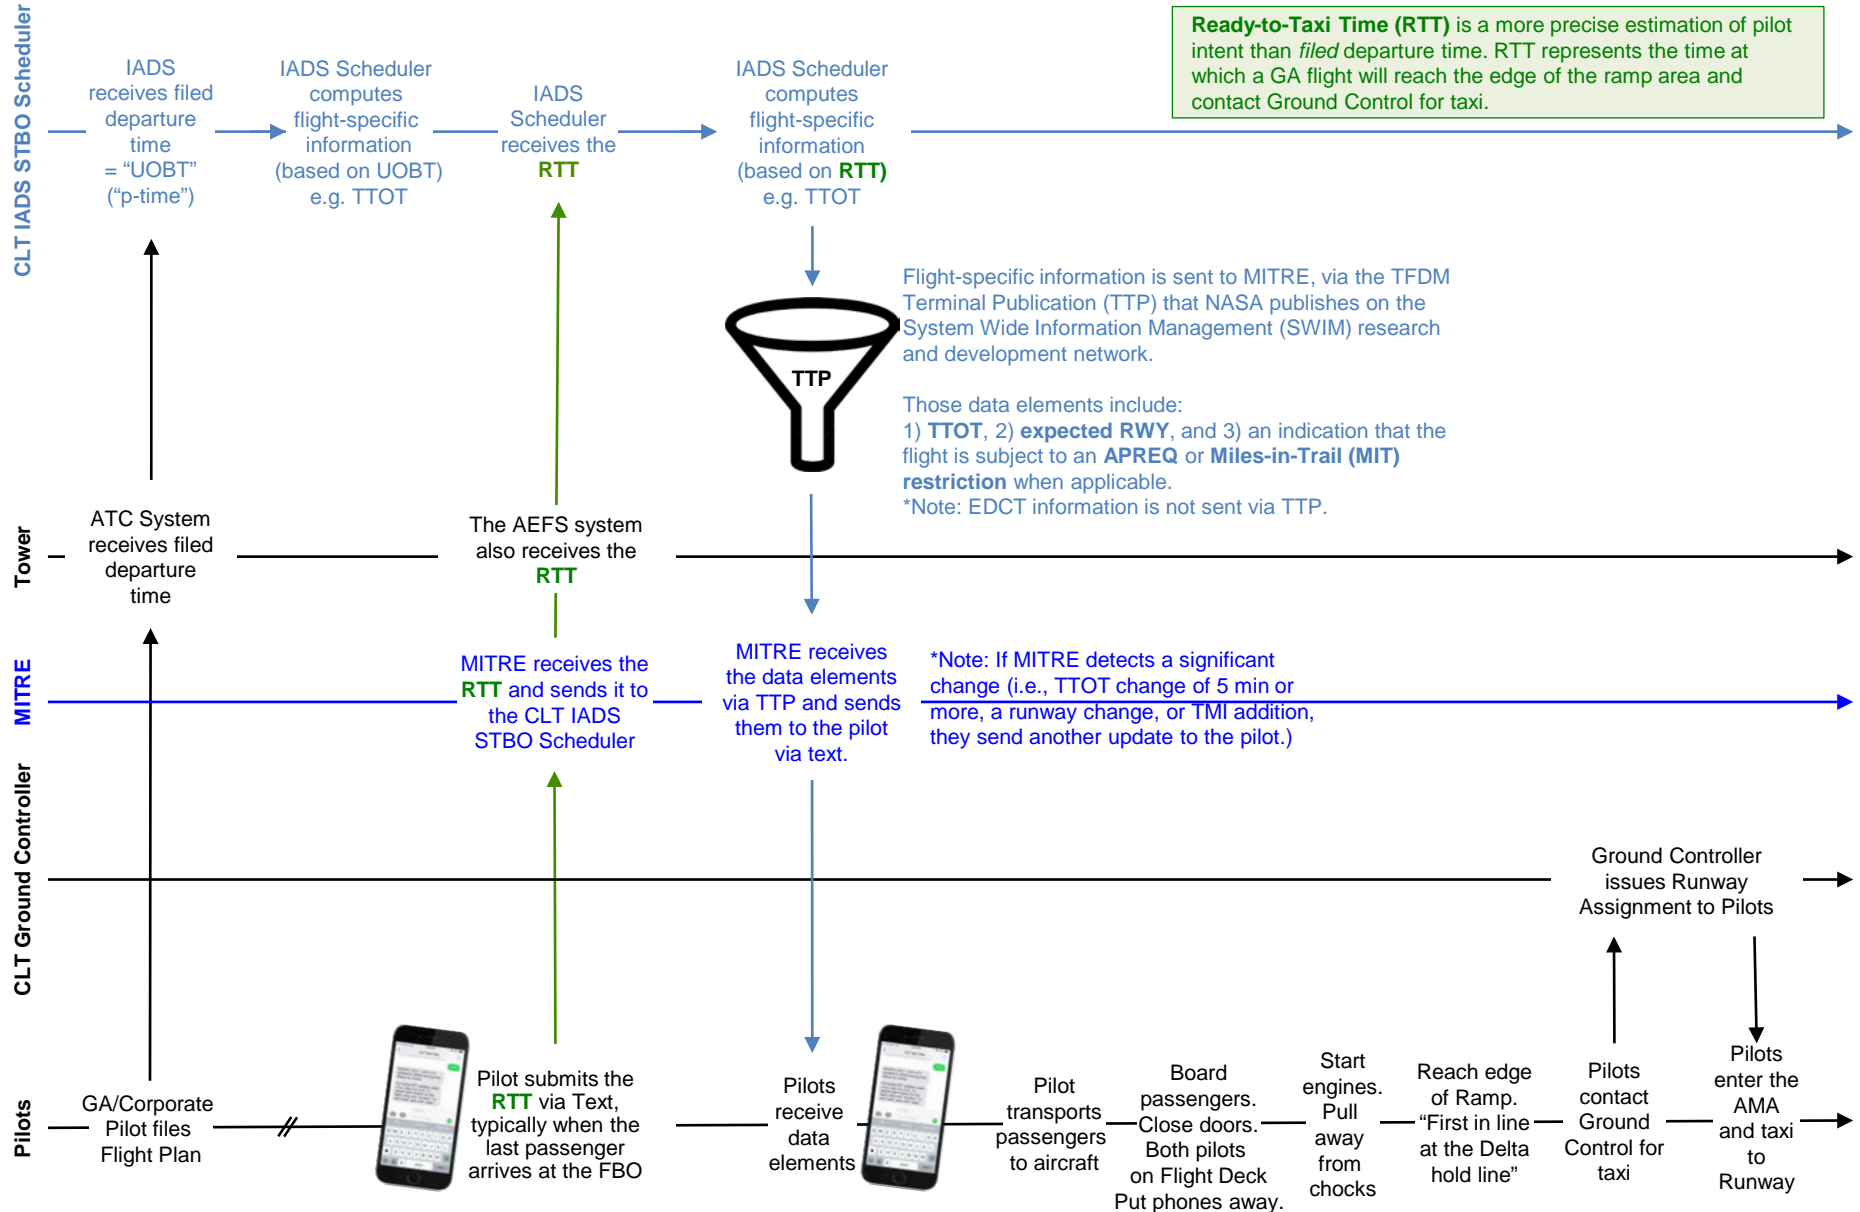 CLT IADS STBO Scheduler
IADS
receives filed
departure
time
= “UOBT”
(“p-time”)
IADS Scheduler
computes
flight-specific
information
(based on UOBT)
e.g. TTOT
IADS
Scheduler
receives the
RTT
IADS Scheduler
computes
flight-specific
information
(based on RTT)
e.g. TTOT
Ready-to-Taxi Time (RTT) is a more precise estimation of pilot
intent than filed departure time. RTT represents the time at
which a GA flight will reach the edge of the ramp area and
contact Ground Control for taxi.
TTP
Flight-specific information is sent to MITRE, via the TFDM
Terminal Publication (TTP) that NASA publishes on the
System Wide Information Management (SWIM) research
and development network.
Those data elements include:
1) TTOT, 2) expected RWY, and 3) an indication that the
flight is subject to an APREQ or Miles-in-Trail (MIT)
restriction when applicable.
*Note: EDCT information is not sent via TTP.
Tower
ATC System
receives filed
departure
time
The AEFS system
also receives the
RTT
MITRE
MITRE receives the
RTT and sends it to
the CLT IADS
STBO Scheduler
MITRE receives
the data elements
via TTP and sends
them to the pilot
via text.
*Note: If MITRE detects a significant
change (i.e., TTOT change of 5 min or
more, a runway change, or TMI addition,
they send another update to the pilot.)
CLT Ground Controller
Ground Controller
issues Runway
Assignment to Pilots
Pilots
GA/Corporate
Pilot files
Flight Plan
Pilot submits the
RTT via Text,
typically when the
last passenger
arrives at the FBO
Pilots
receive
data
elements
Pilot
transports
passengers
to aircraft
Board
passengers.
Close doors.
Both pilots
on Flight Deck
Put phones away.
Start
engines.
Pull
away
from
chocks
Reach edge
of Ramp.
“First in line
at the Delta
hold line”
Pilots
contact
Ground
Control for
taxi
Pilots
enter the
AMA
and taxi
to
Runway